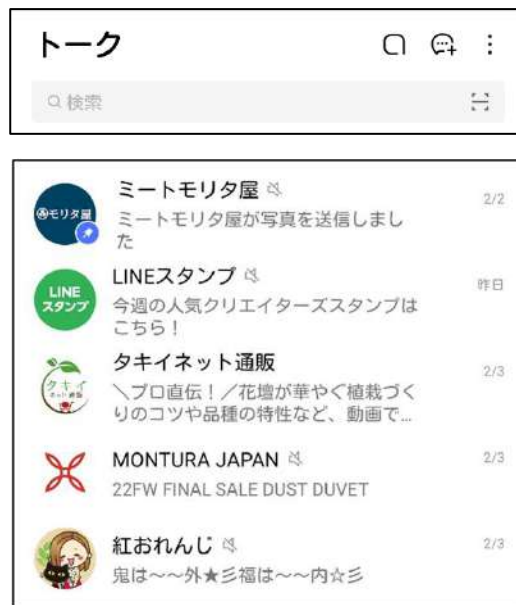 トーク
検索
モリタ屋
ミートモリタ屋
2/2
ミートモリタ屋が写真を送信しまし
た
LINE
スタンプ
LINEスタンプ
昨日
今週の人気クリエイターズスタンプは
こちら！
タキイ
ネット通販
タキイネット通販
2/3
＼プロ直伝！／花壇が華やぐ植栽づく
りのコツや品種の特性など、動画で...
MONTURA JAPAN
2/3
22FW FINAL SALE DUST DUVET
紅おれんじ
2/3
鬼は～～外★彡福は～～内☆彡